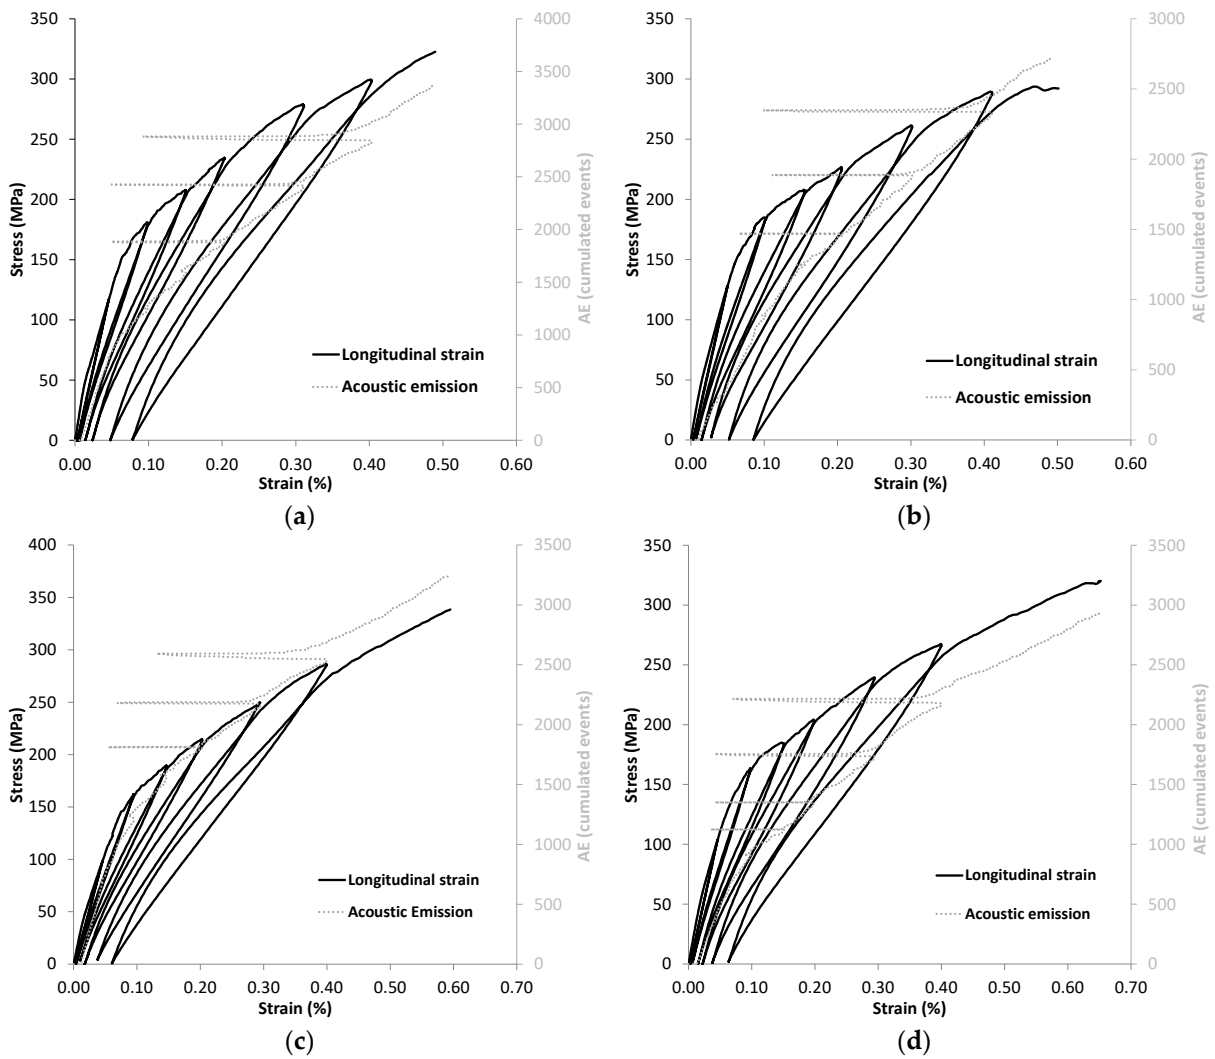 350
300
250
200
150
100
50
0
Stress (MPa)
4000
3500
3000
2500
2000
1500
1000
500
0
AE (cumulated events)
Longitudinal strain
Acoustic emission
0.00 0.10 0.20 0.30 0.40 0.50 0.60
Strain (%)
(a)
350
300
250
200
150
100
50
0
Stress (MPa)
3000
2500
2000
1500
1000
500
0
AE (cumulated events)
Longitudinal strain
Acoustic emission
0.00 0.10 0.20 0.30 0.40 0.50 0.60
Strain (%)
(b)
400
350
300
250
200
150
100
50
0
Stress (MPa)
3500
3000
2500
2000
1500
1000
500
0
AE (cumulated events)
Longitudinal strain
Acoustic Emission
0.00 0.10 0.20 0.30 0.40 0.50 0.60 0.70
Strain (%)
(c)
350
300
250
200
150
100
50
0
Stress (MPa)
3500
3000
2500
2000
1500
1000
500
0
AE (cumulated events)
Longitudinal strain
Acoustic emission
0.00 0.10 0.20 0.30 0.40 0.50 0.60 0.70
Strain (%)
(d)